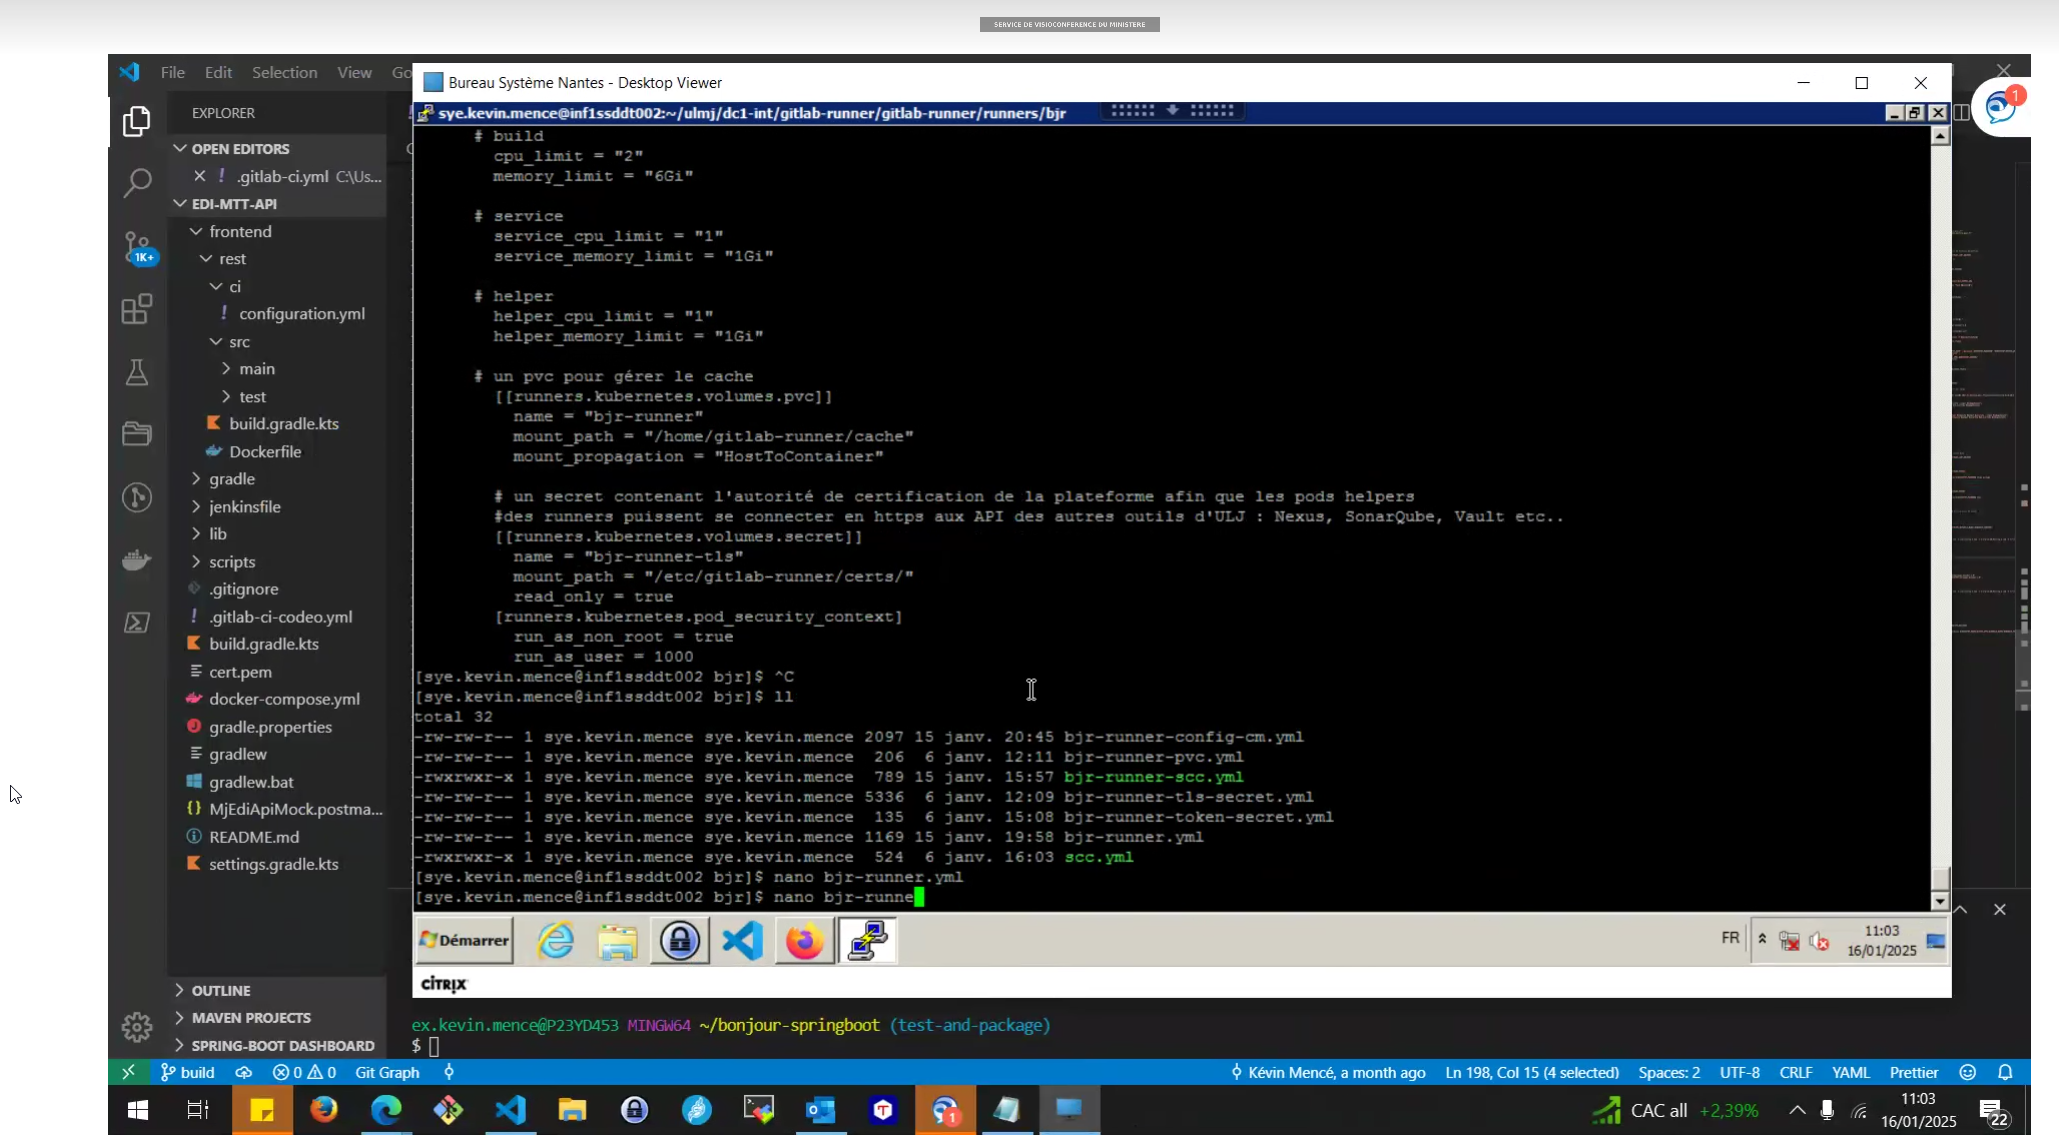 SERVICE DE VISIOCONFERENCE DU MINISTERE
File Edit Selection View Go
Bureau Système Nantes - Desktop Viewer
1
EXPLORER
sye.kevin.mence@inf1ssddt002:~/ulmj/dc1-int/gitlab-runner/gitlab-runner/runners/bjr
OPEN EDITORS
.gitlab-ci.yml C:\Us...
EDI-MTT-API
frontend
rest
ci
configuration.yml
src
main
test
build.gradle.kts
Dockerfile
gradle
jenkinsfile
lib
scripts
.gitignore
.gitlab-ci-codeo.yml
build.gradle.kts
cert.pem
docker-compose.yml
gradle.properties
gradlew
gradlew.bat
MjEdiApiMock.postma...
README.md
settings.gradle.kts
OUTLINE
MAVEN PROJECTS
SPRING-BOOT DASHBOARD
1K+
# build
cpu_limit = "2"
memory_limit = "6Gi"
# service
service_cpu_limit = "1"
service_memory_limit = "1Gi"
# helper
helper_cpu_limit = "1"
helper_memory_limit = "1Gi"
# un pvc pour gérer le cache
[[runners.kubernetes.volumes.pvc]]
name = "bjr-runner"
mount_path = "/home/gitlab-runner/cache"
mount_propagation = "HostToContainer"
# un secret contenant l'autorité de certification de la plateforme afin que les pods helpers
#des runners puissent se connecter en https aux API des autres outils d'ULJ : Nexus, SonarQube, Vault etc..
[[runners.kubernetes.volumes.secret]]
name = "bjr-runner-tls"
mount_path = "/etc/gitlab-runner/certs/"
read_only = true
[runners.kubernetes.pod_security_context]
run_as_non_root = true
run_as_user = 1000
[sye.kevin.mence@inf1ssddt002 bjr]$ ^C
[sye.kevin.mence@inf1ssddt002 bjr]$ ll
total 32
-rw-rw-r-- 1 sye.kevin.mence sye.kevin.mence 2097 15 janv. 20:45 bjr-runner-config-cm.yml
-rw-rw-r-- 1 sye.kevin.mence sye.kevin.mence 206 6 janv. 12:11 bjr-runner-pvc.yml
-rwxrwxr-x 1 sye.kevin.mence sye.kevin.mence 789 15 janv. 15:57 bjr-runner-scc.yml
-rw-rw-r-- 1 sye.kevin.mence sye.kevin.mence 5336 6 janv. 12:09 bjr-runner-tls-secret.yml
-rw-rw-r-- 1 sye.kevin.mence sye.kevin.mence 135 6 janv. 15:08 bjr-runner-token-secret.yml
-rw-rw-r-- 1 sye.kevin.mence sye.kevin.mence 1169 15 janv. 19:58 bjr-runner.yml
-rwxrwxr-x 1 sye.kevin.mence sye.kevin.mence 524 6 janv. 16:03 scc.yml
[sye.kevin.mence@inf1ssddt002 bjr]$ nano bjr-runner.yml
[sye.kevin.mence@inf1ssddt002 bjr]$ nano bjr-runne
Démarrer
FR
11:03
16/01/2025
citrix
ex.kevin.mence@P23YD453 MINGW64 ~/bonjour-springboot (test-and-package)
$
build 0 0 Git Graph
Kévin Mencé, a month ago Ln 198, Col 15 (4 selected) Spaces: 2 UTF-8 CRLF YAML Prettier
1
CAC all +2,39%
11:03
16/01/2025
22